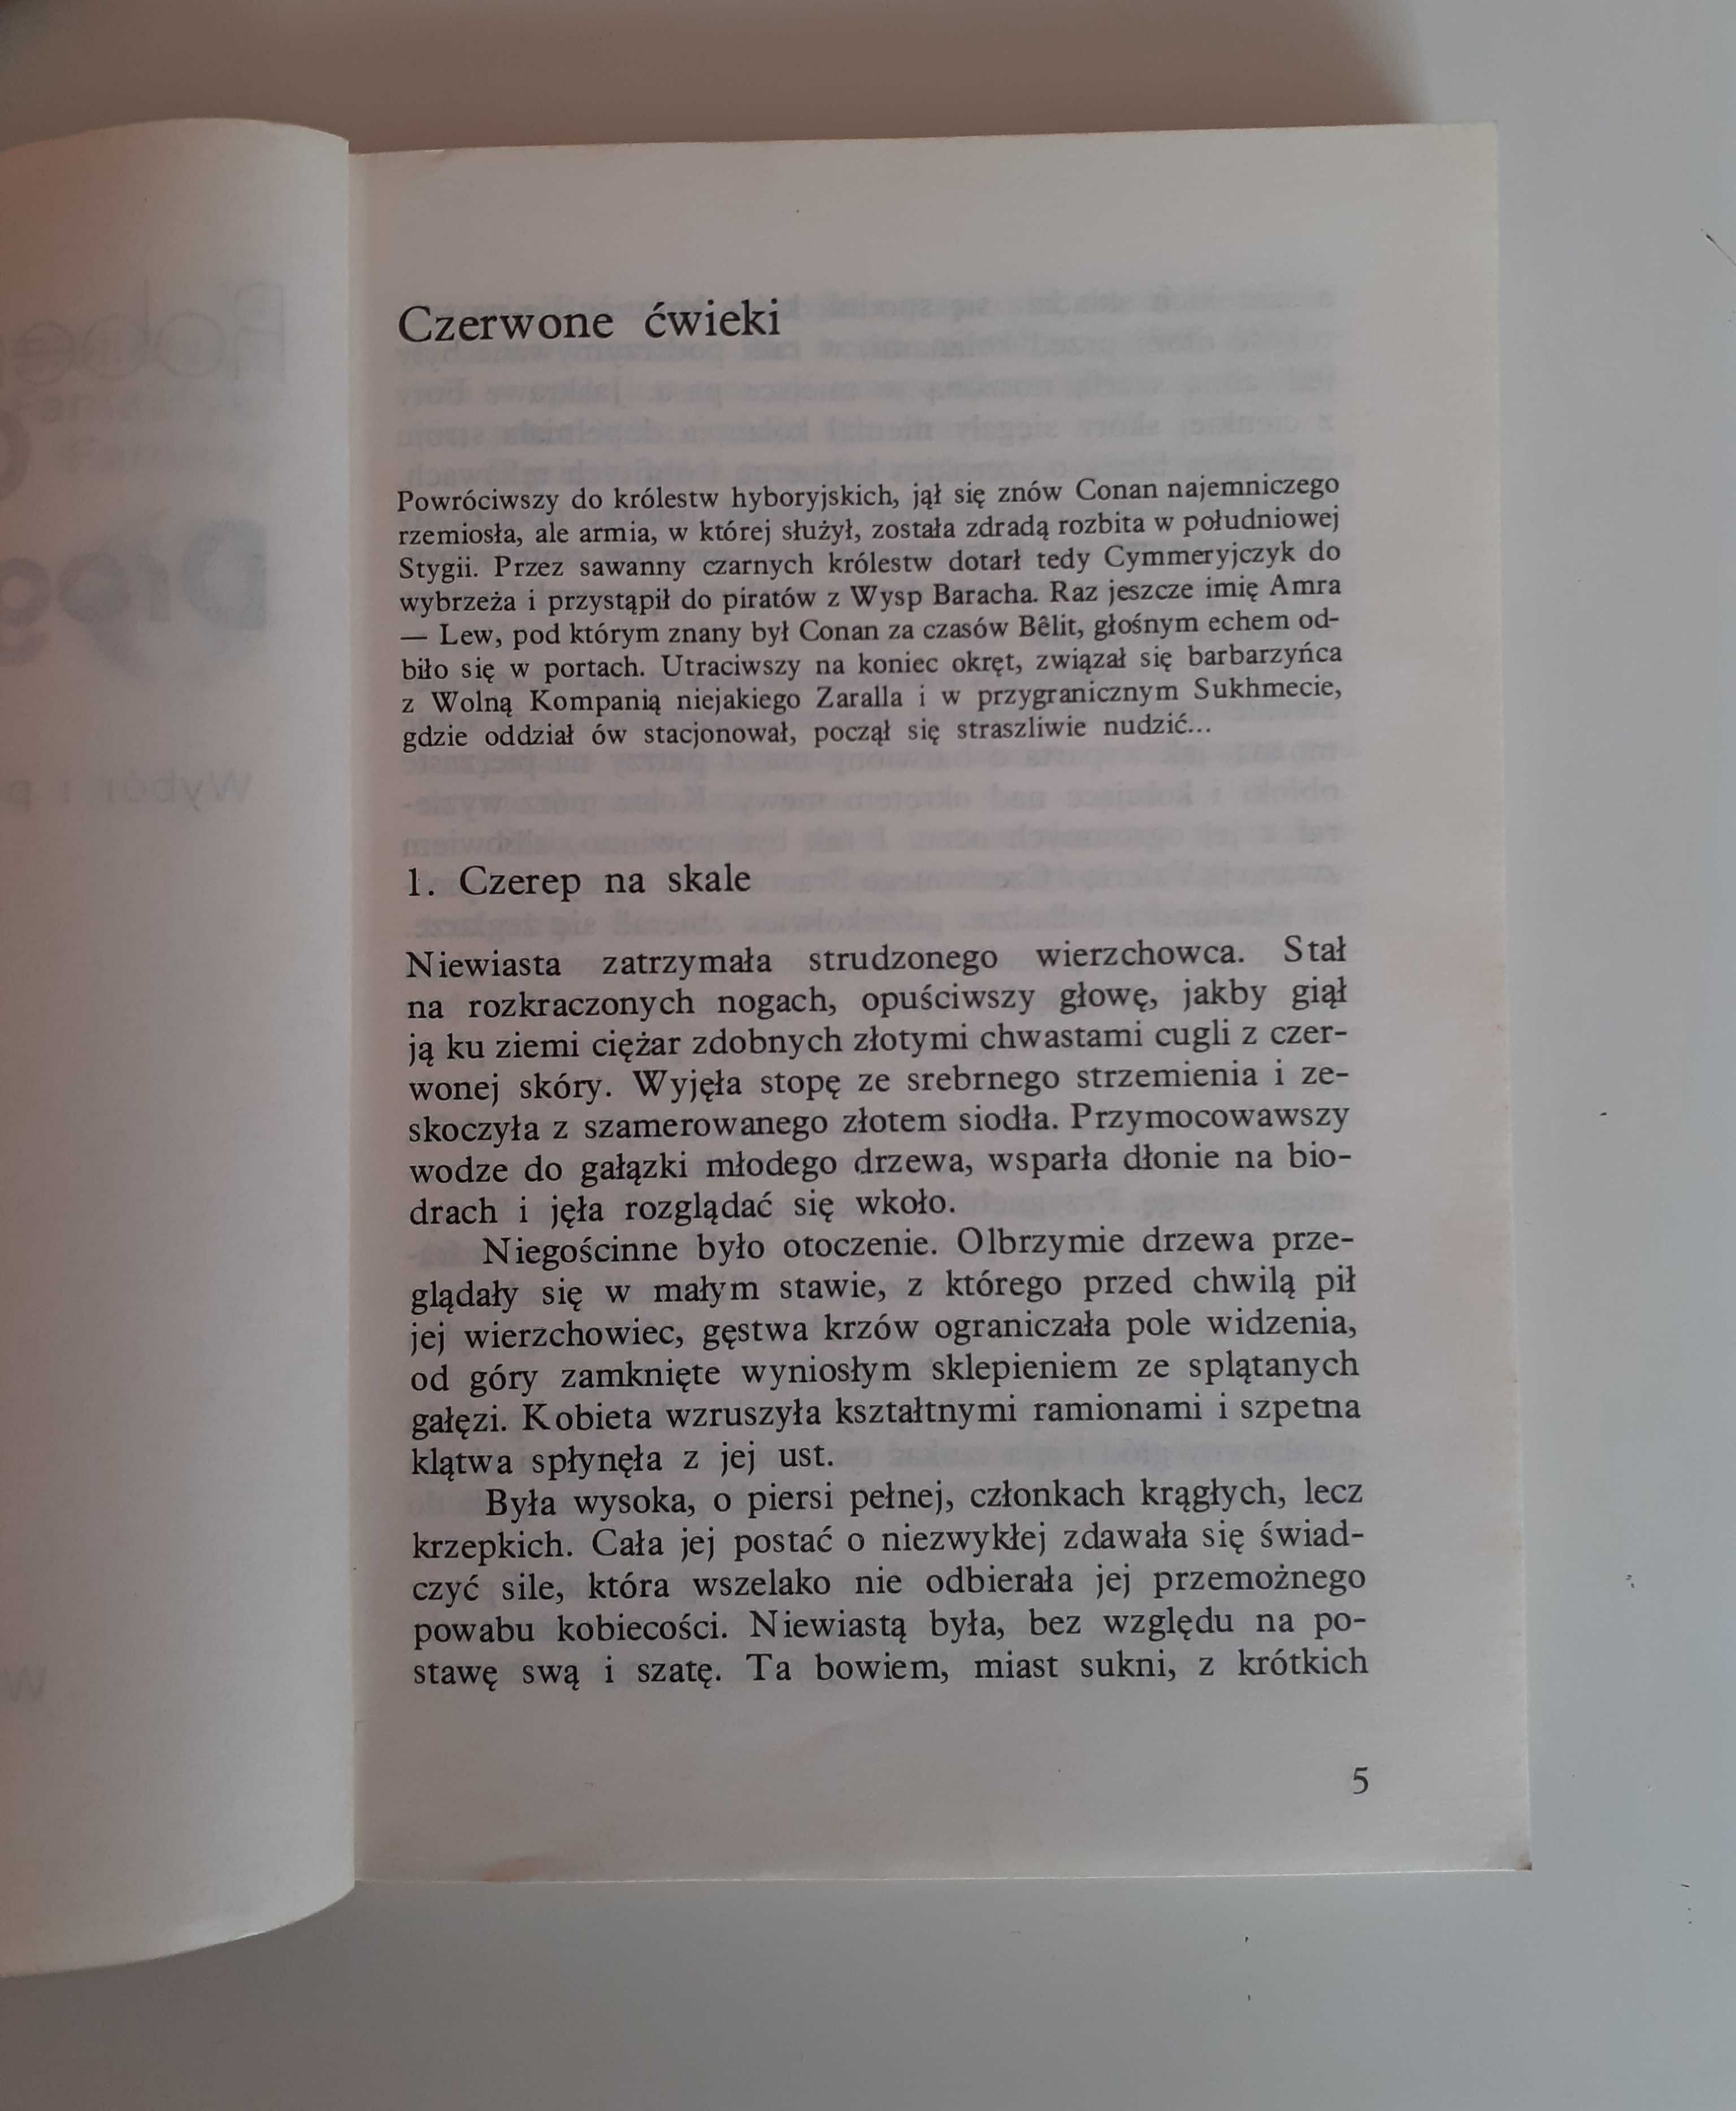 Czerwone ćwieki
Powróciwszy do królestw hyboryjskich, jął się znów Conan najemniczego
rzemiosła, ale armia, w której służył, została zdradą rozbita w południowej
Stygii. Przez sawanny czarnych królestw dotarł tedy Cymmeryjczyk do
wybrzeża i przystąpił do piratów z Wysp Baracha. Raz jeszcze imię Amra
— Lew, pod którym znany był Conan za czasów Bêlit, głośnym echem od-
biło się w portach. Utraciwszy na koniec okręt, związał się barbarzyńca
z Wolną Kompanią niejakiego Zaralla i w przygranicznym Sukhmecie,
gdzie oddział ów stacjonował, począł się straszliwie nudzić...
1. Czerep na skale
Niewiasta zatrzymała strudzonego wierzchowca. Stał
na rozkraczonych nogach, opuściwszy głowę, jakby giął
ją ku ziemi ciężar zdobnych złotymi chwastami cugli z czer-
wonej skóry. Wyjęła stopę ze srebrnego strzemienia i ze-
skoczyła z szamerowanego złotem siodła. Przymocowawszy
wodze do gałązki młodego drzewa, wsparła dłonie na bio-
drach i jęła rozglądać się wkoło.
Niegościnne było otoczenie. Olbrzymie drzewa prze-
glądały się w małym stawie, z którego przed chwilą pił
jej wierzchowiec, gęstwa krzów ograniczała pole widzenia,
od góry zamknięte wyniosłym sklepieniem ze splątanych
gałęzi. Kobieta wzruszyła kształtnymi ramionami i szpetna
klątwa spłynęła z jej ust.
Była wysoka, o piersi pełnej, członkach krągłych, lecz
krzepkich. Cała jej postać o niezwykłej zdawała się świad-
czyć sile, która wszelako nie odbierała jej przemożnego
powabu kobiecości. Niewiastą była, bez względu na po-
stawę swą i szatę. Ta bowiem, miast sukni, z krótkich
5